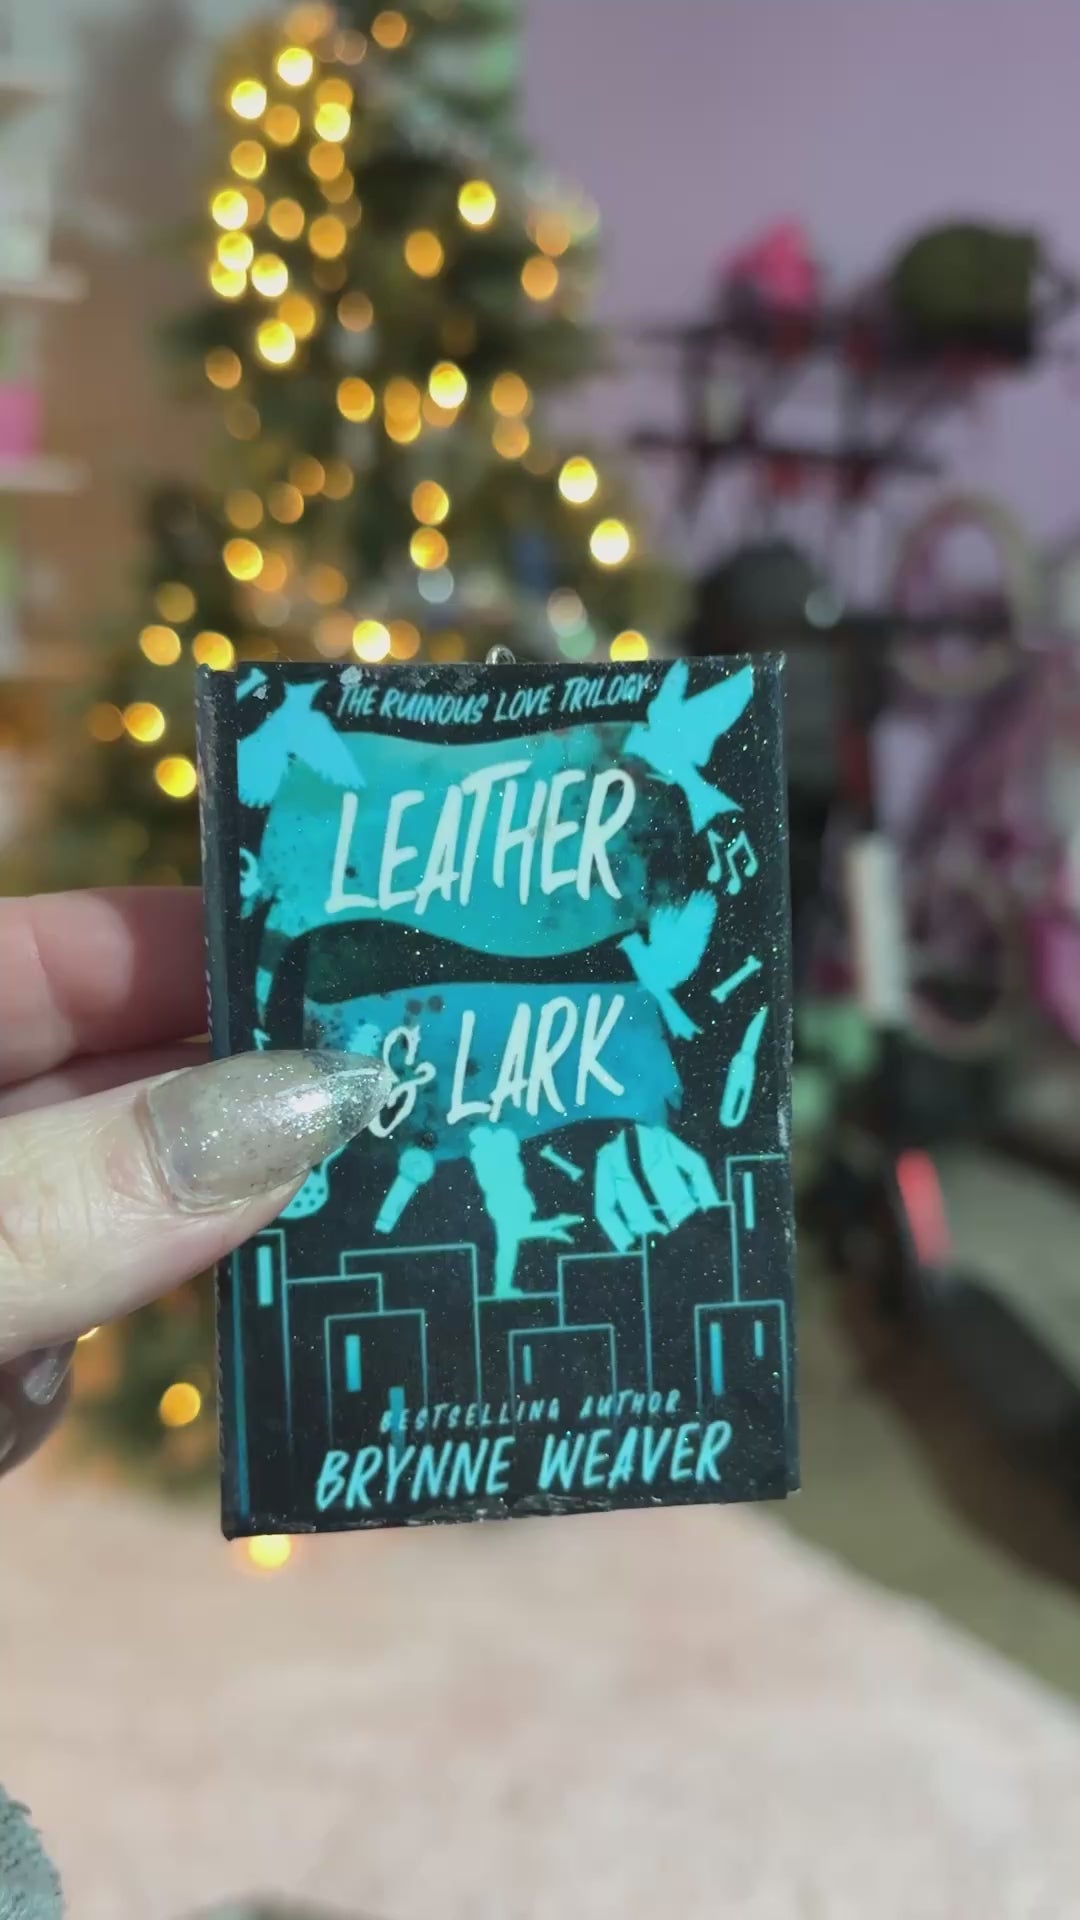 THE RUINOUS LOVE TRILOGY
LEATHER
& LARK
BESTSELLING AUTHOR
BRYNNE WEAVER